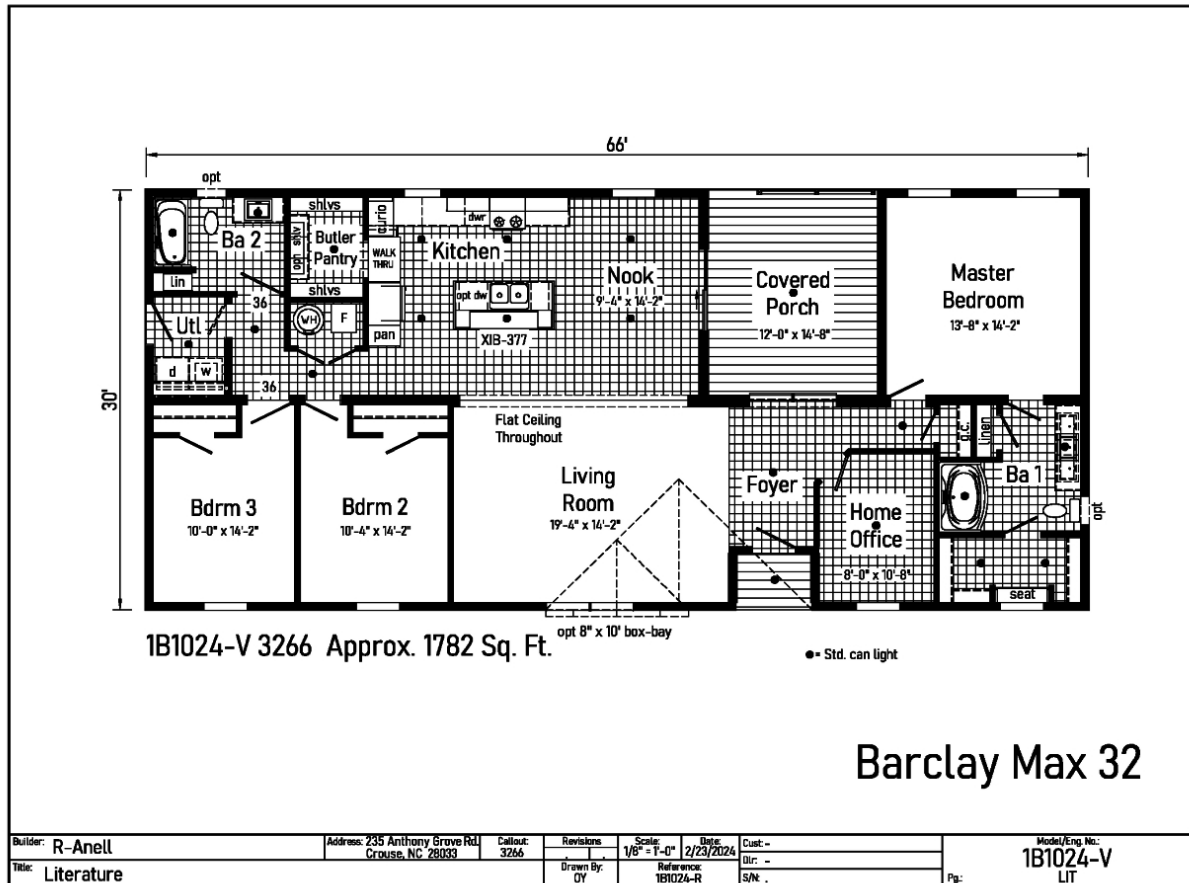 66'
30'
opt
Ba 2
lin
36
Utl
d
w
36
shlvs
opn shlv
Butler
Pantry
shlvs
WH
F
curio
WALK
THRU
pan
Kitchen
dwr
opt dw
XIB-377
Nook
9'-4" x 14'-2"
Covered
Porch
12'-0" x 14'-8"
Master
Bedroom
13'-8" x 14'-2"
Bdrm 3
10'-0" x 14'-2"
Bdrm 2
10'-4" x 14'-2"
Flat Ceiling
Throughout
Living
Room
19'-4" x 14'-2"
Foyer
Home
Office
8'-0" x 10'-8"
g.c.
linen
Ba 1
opt
seat
opt 8" x 10' box-bay
1B1024-V 3266 Approx. 1782 Sq. Ft.
●= Std. can light
Barclay Max 32
Builder: R-Anell
Title: Literature
Address: 235 Anthony Grove Rd.
Crouse, NC 28033
Callout:
3266
Revisions
Drawn By:
OY
Scale:
1/8" = 1'-0"
Date:
2/23/2024
Reference:
1B1024-R
Cust: -
Dlr: -
S/N: .
Model/Eng. No.:
1B1024-V
Pg.: LIT